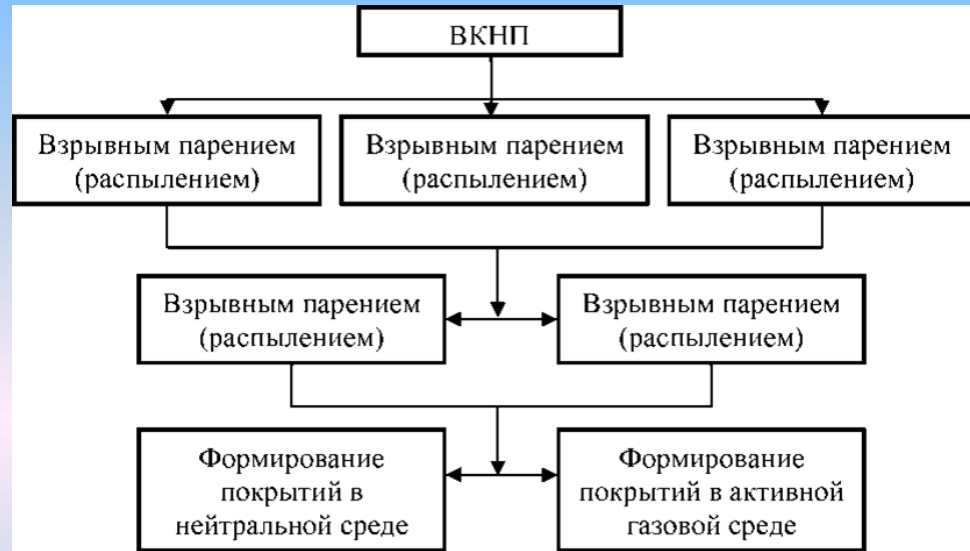 ВКНП
Взрывным парением
(распылением)
Взрывным парением
(распылением)
Взрывным парением
(распылением)
Взрывным парением
(распылением)
Взрывным парением
(распылением)
Формирование
покрытий в
нейтральной среде
Формирование
покрытий в активной
газовой среде